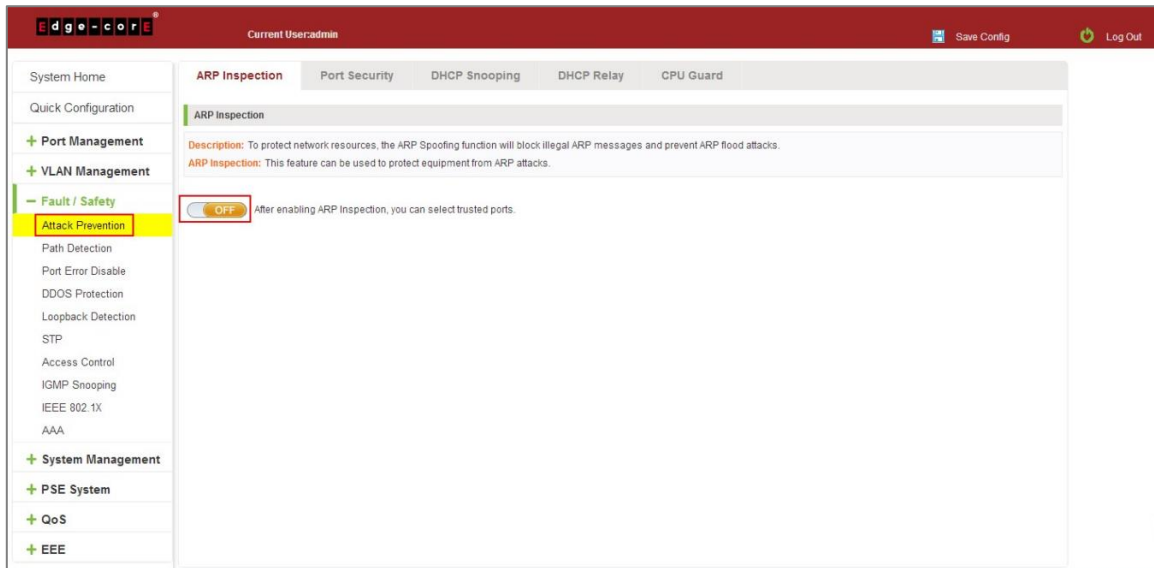 Edge-corE®
Current User:admin
Save Config
Log Out
System Home
Quick Configuration
+ Port Management
+ VLAN Management
− Fault / Safety
Attack Prevention
Path Detection
Port Error Disable
DDOS Protection
Loopback Detection
STP
Access Control
IGMP Snooping
IEEE 802.1X
AAA
+ System Management
+ PSE System
+ QoS
+ EEE
ARP Inspection
Port Security
DHCP Snooping
DHCP Relay
CPU Guard
ARP Inspection
Description: To protect network resources, the ARP Spoofing function will block illegal ARP messages and prevent ARP flood attacks.
ARP Inspection: This feature can be used to protect equipment from ARP attacks.
OFF After enabling ARP Inspection, you can select trusted ports.